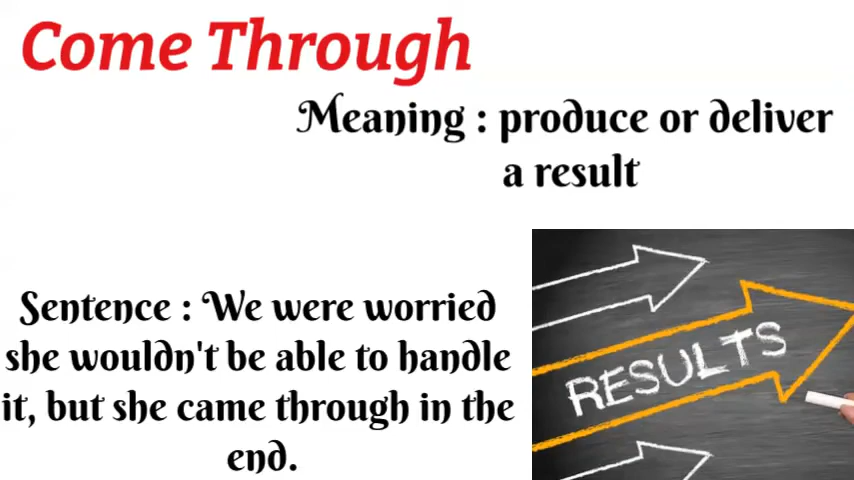 Come Through
Meaning : produce or deliver
a result
Sentence : We were worried
she wouldn't be able to handle
it, but she came through in the
end.
RESULTS